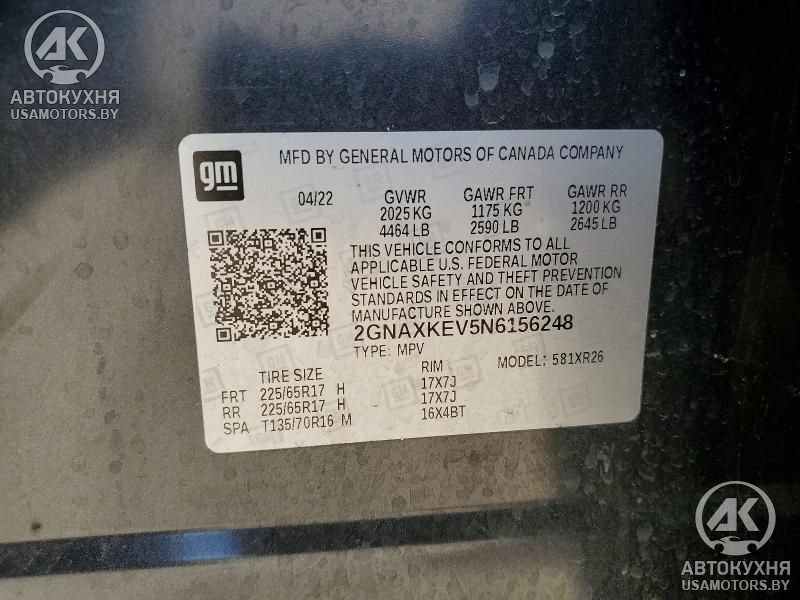 АК
АВТОКУХНЯ
USAMOTORS.BY
gm
MFD BY GENERAL MOTORS OF CANADA COMPANY
04/22 GVWR GAWR FRT GAWR RR
2025 KG 1175 KG 1200 KG
4464 LB 2590 LB 2645 LB
THIS VEHICLE CONFORMS TO ALL
APPLICABLE U.S. FEDERAL MOTOR
VEHICLE SAFETY AND THEFT PREVENTION
STANDARDS IN EFFECT ON THE DATE OF
MANUFACTURE SHOWN ABOVE.
2GNAXKEV5N6156248
TYPE: MPV MODEL: 581XR26
TIRE SIZE RIM
FRT 225/65R17 H 17X7J
RR 225/65R17 H 17X7J
SPA T135/70R16 M 16X4BT
АК
АВТОКУХНЯ
USAMOTORS.BY